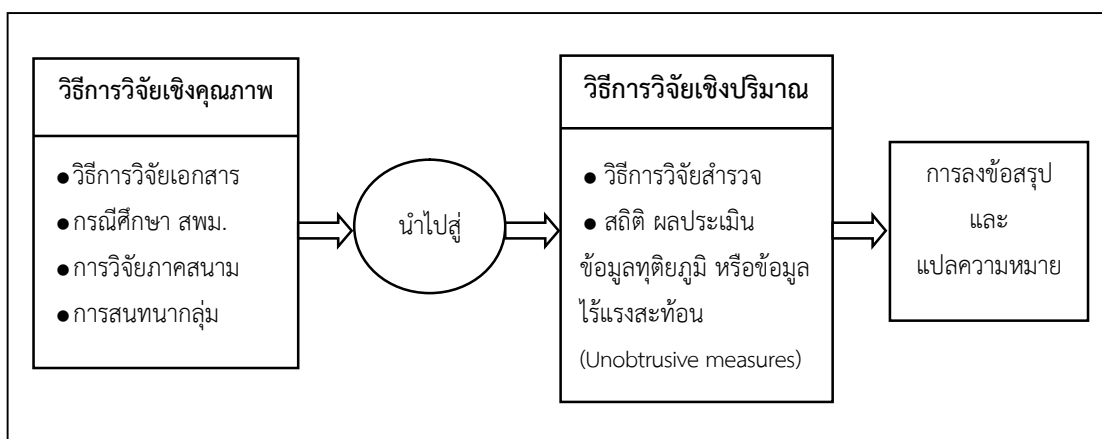 วิธีการวิจัยเชิงคุณภาพ
● วิธีการวิจัยเอกสาร
● กรณีศึกษา สพม.
● การวิจัยภาคสนาม
● การสนทนากลุ่ม
นำไปสู่
วิธีการวิจัยเชิงปริมาณ
● วิธีการวิจัยสำรวจ
● สถิติ ผลประเมิน
ข้อมูลทุติยภูมิ หรือข้อมูล
ไร้แรงสะท้อน
(Unobtrusive measures)
การลงข้อสรุป
และ
แปลความหมาย